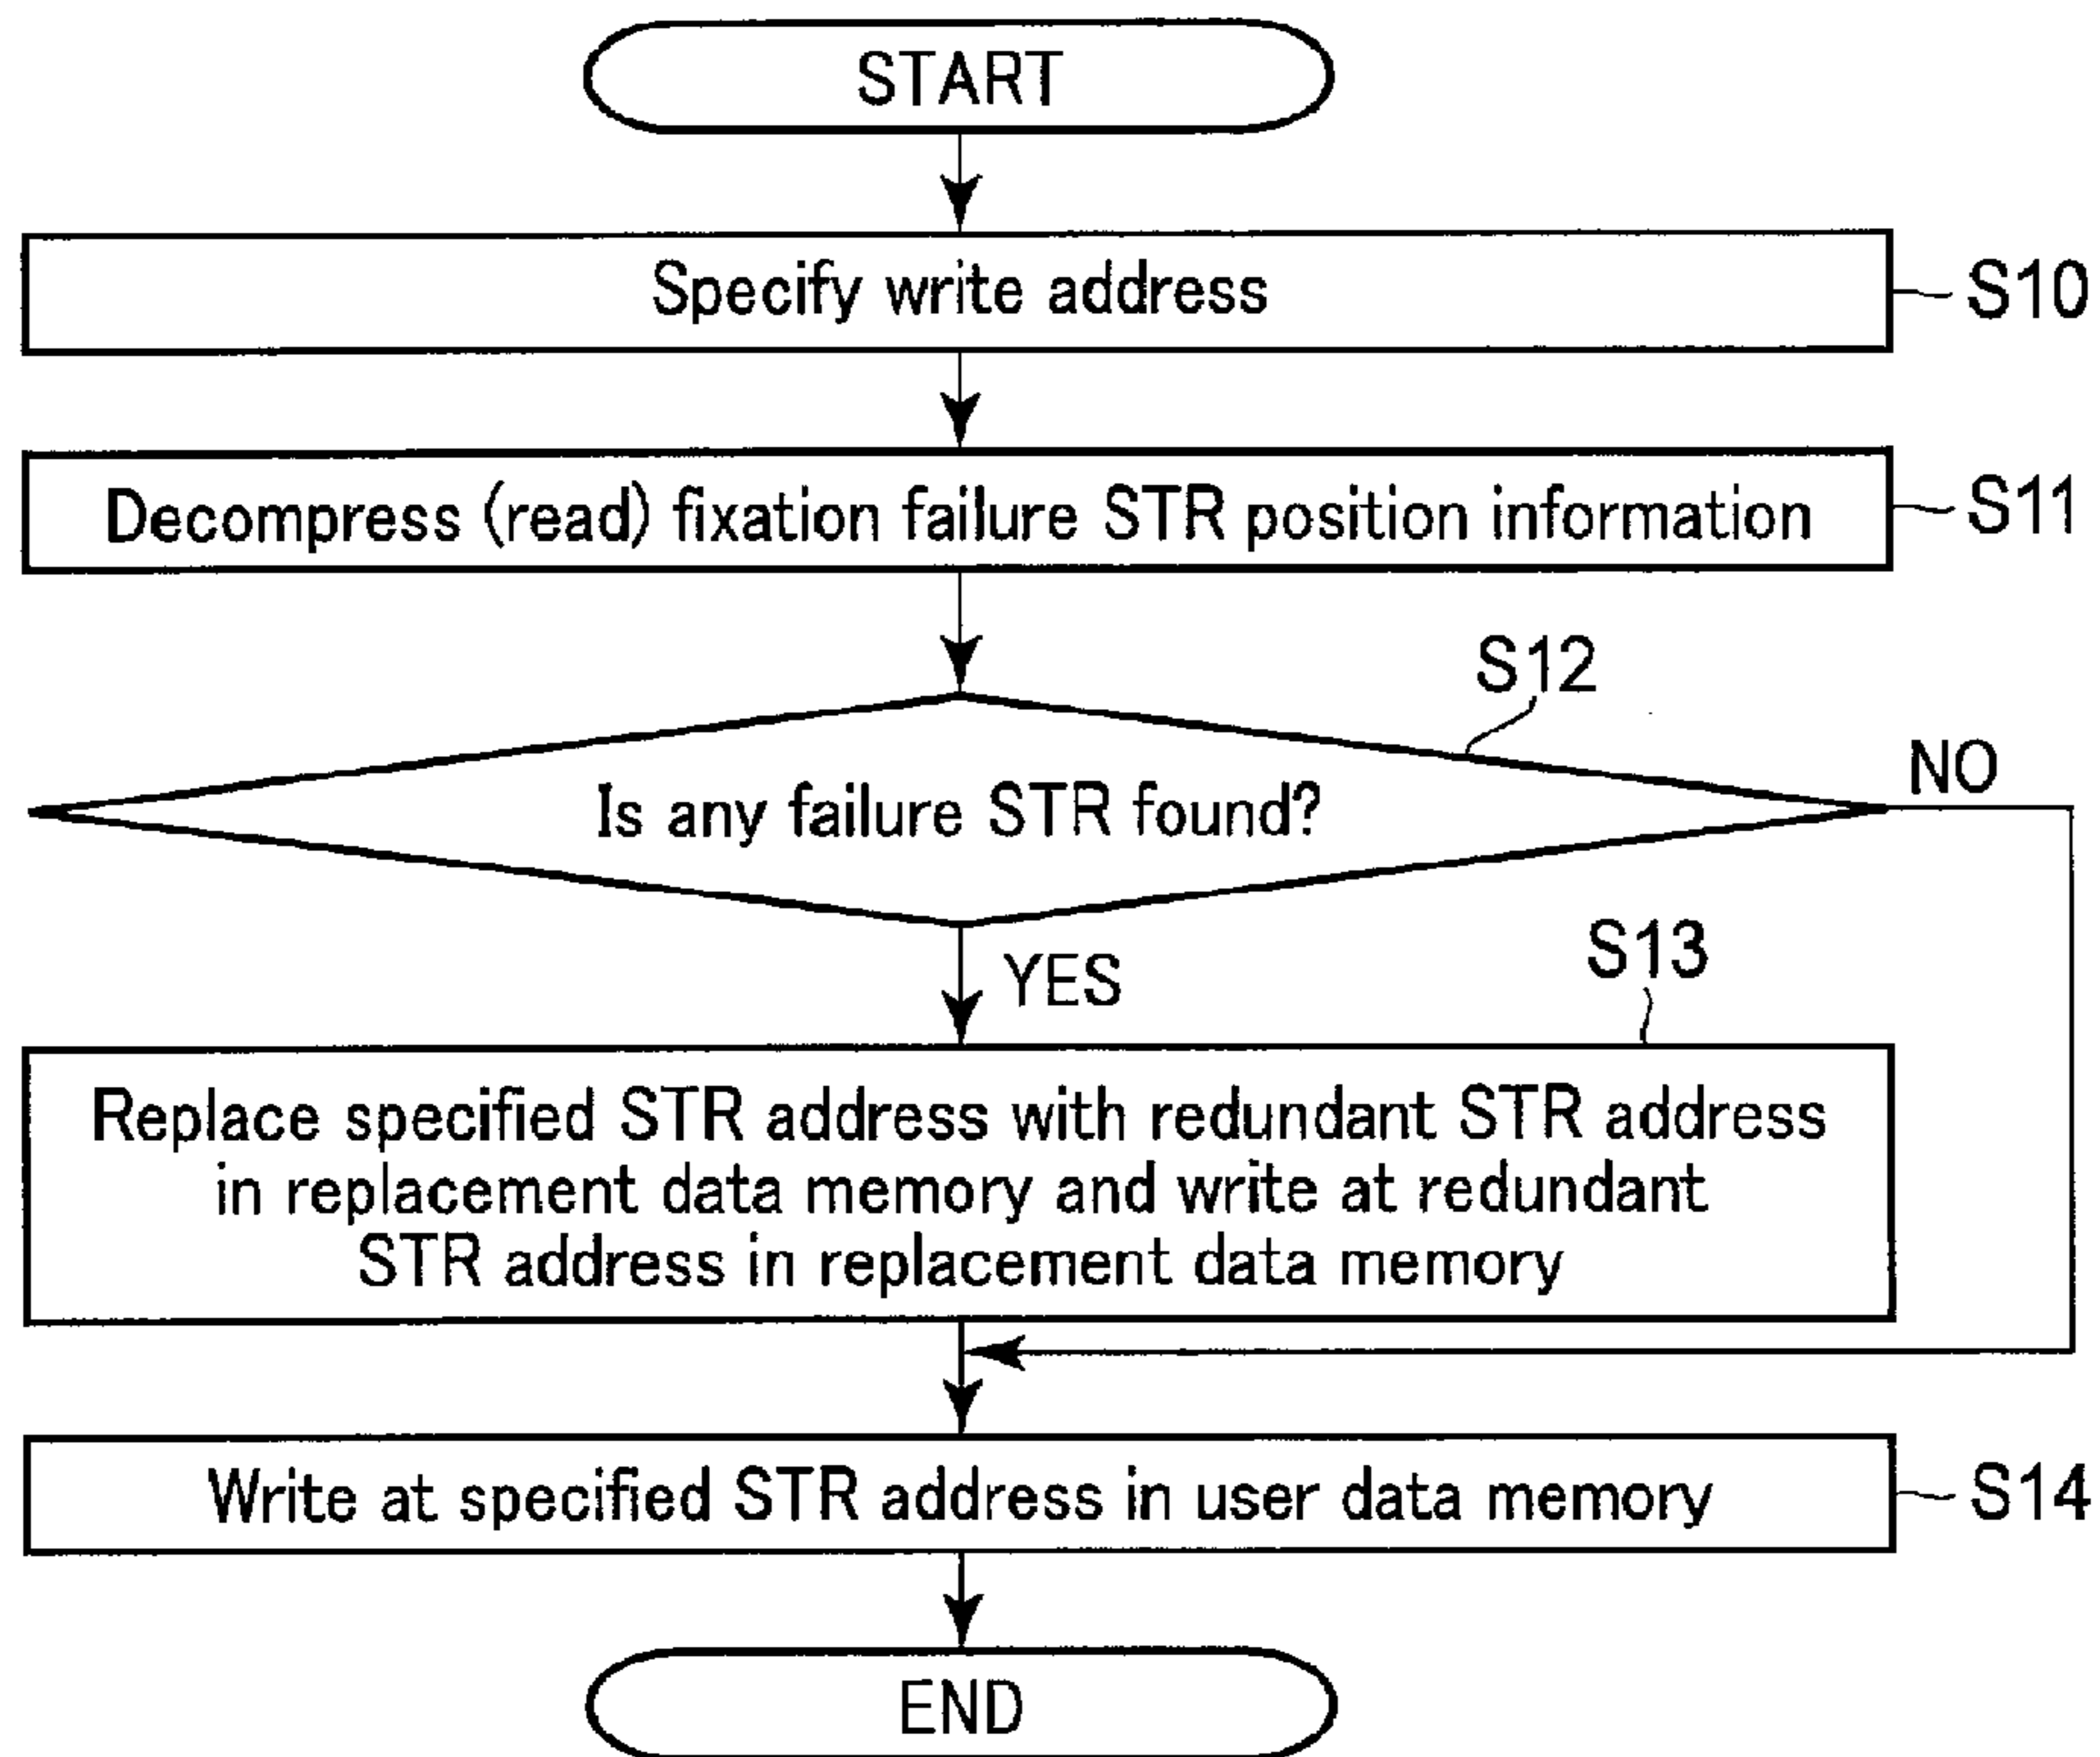 START
Specify write address
S10
Decompress (read) fixation failure STR position information
S11
S12
Is any failure STR found?
NO
YES
S13
Replace specified STR address with redundant STR address
in replacement data memory and write at redundant
STR address in replacement data memory
Write at specified STR address in user data memory
S14
END